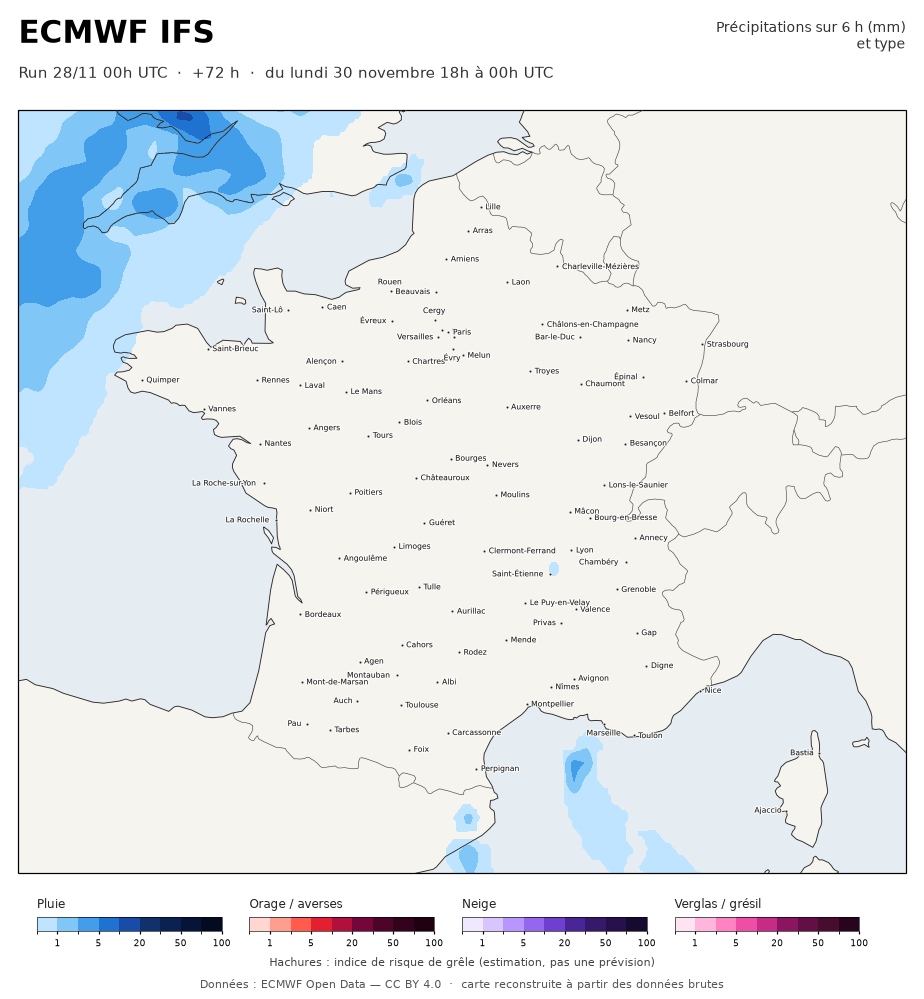 ECMWF IFS
Précipitations sur 6 h (mm)
et type
Run 28/11 00h UTC · +72 h · du lundi 30 novembre 18h à 00h UTC
Lille
Arras
Amiens
Charleville-Mézières
Rouen
Laon
Beauvais
Saint-Lô
Caen
Cergy
Metz
Évreux
Châlons-en-Champagne
Versailles
Paris
Bar-le-Duc
Nancy
Strasbourg
Saint-Brieuc
Alençon
Chartres
Évry
Melun
Quimper
Rennes
Laval
Le Mans
Troyes
Chaumont
Épinal
Colmar
Orléans
Vannes
Auxerre
Vesoul
Belfort
Angers
Blois
Tours
Nantes
Dijon
Besançon
Bourges
Nevers
La Roche-sur-Yon
Châteauroux
Lons-le-Saunier
Poitiers
Moulins
Niort
Mâcon
La Rochelle
Guéret
Bourg-en-Bresse
Annecy
Limoges
Angoulême
Clermont-Ferrand
Lyon
Chambéry
Saint-Étienne
Périgueux
Tulle
Grenoble
Bordeaux
Aurillac
Le Puy-en-Velay
Valence
Privas
Gap
Cahors
Mende
Rodez
Agen
Digne
Montauban
Mont-de-Marsan
Albi
Avignon
Nîmes
Nice
Auch
Toulouse
Montpellier
Pau
Tarbes
Carcassonne
Marseille
Toulon
Foix
Bastia
Perpignan
Ajaccio
Pluie
1 5 20 50 100
Orage / averses
1 5 20 50 100
Neige
1 5 20 50 100
Verglas / grésil
1 5 20 50 100
Hachures : indice de risque de grêle (estimation, pas une prévision)
Données : ECMWF Open Data — CC BY 4.0 · carte reconstruite à partir des données brutes